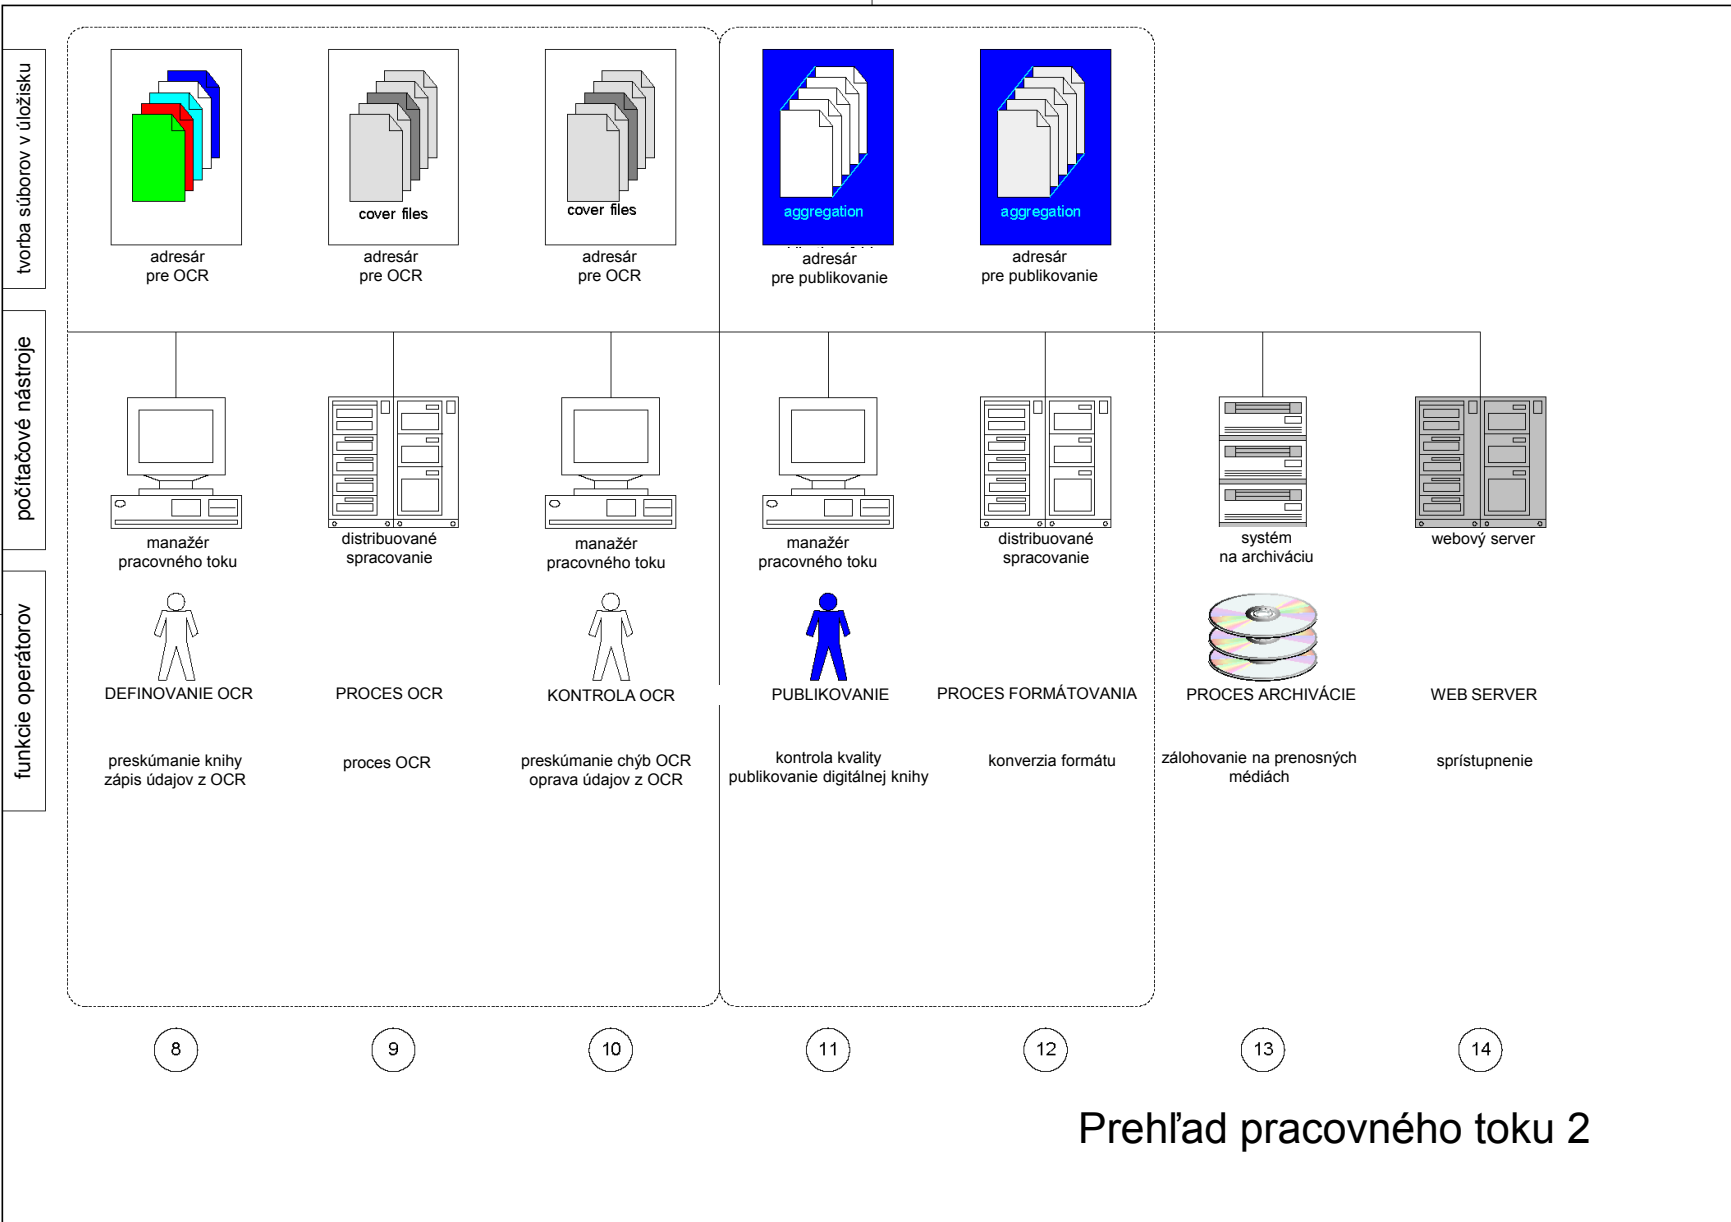 tvorba súborov v úložisku
cover files
cover files
aggregation
aggregation
adresár
pre OCR
adresár
pre OCR
adresár
pre OCR
adresár
pre publikovanie
adresár
pre publikovanie
počítačové nástroje
manažér
pracovného toku
distribuované
spracovanie
manažér
pracovného toku
manažér
pracovného toku
distribuované
spracovanie
systém
na archiváciu
webový server
funkcie operátorov
DEFINOVANIE OCR
PROCES OCR
KONTROLA OCR
PUBLIKOVANIE
PROCES FORMÁTOVANIA
PROCES ARCHIVÁCIE
WEB SERVER
preskúmanie knihy
zápis údajov z OCR
proces OCR
preskúmanie chýb OCR
oprava údajov z OCR
kontrola kvality
publikovanie digitálnej knihy
konverzia formátu
zálohovanie na prenosných
médiách
sprístupnenie
8
9
10
11
12
13
14
Prehľad pracovného toku 2